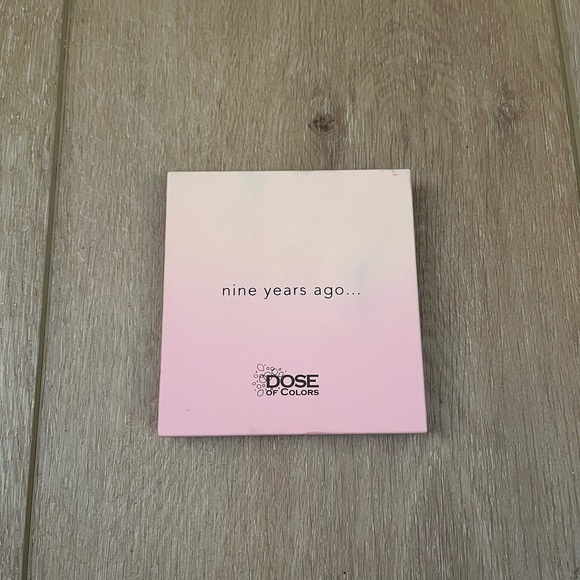 nine years ago...
DOSE
OF COLORS